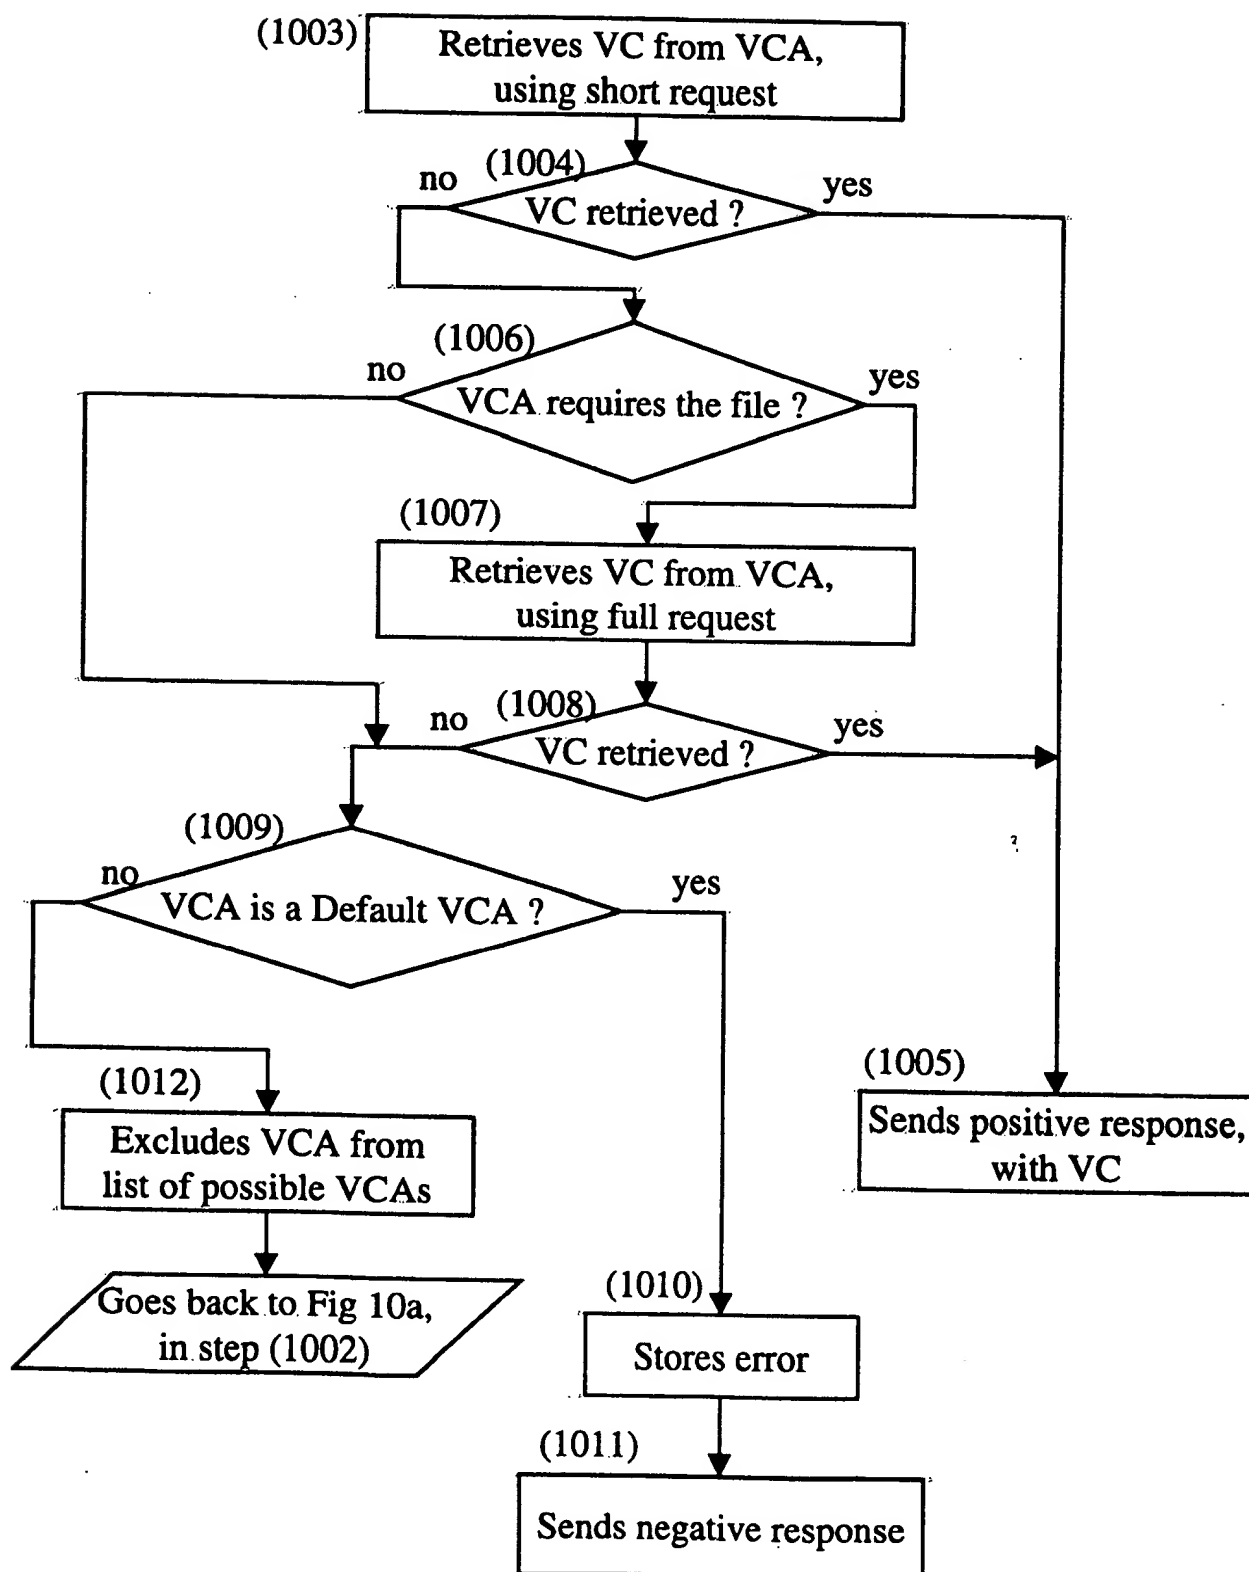 (1003)
Retrieves VC from VCA,
using short request
(1004)
no
yes
VC retrieved ?
(1006)
no
yes
VCA requires the file ?
(1007)
Retrieves VC from VCA,
using full request
(1008)
no
yes
VC retrieved ?
(1009)
no
yes
VCA is a Default VCA ?
(1012)
Excludes VCA from
list of possible VCAs
(1005)
Sends positive response,
with VC
Goes back to Fig 10a,
in step (1002)
(1010)
Stores error
(1011)
Sends negative response